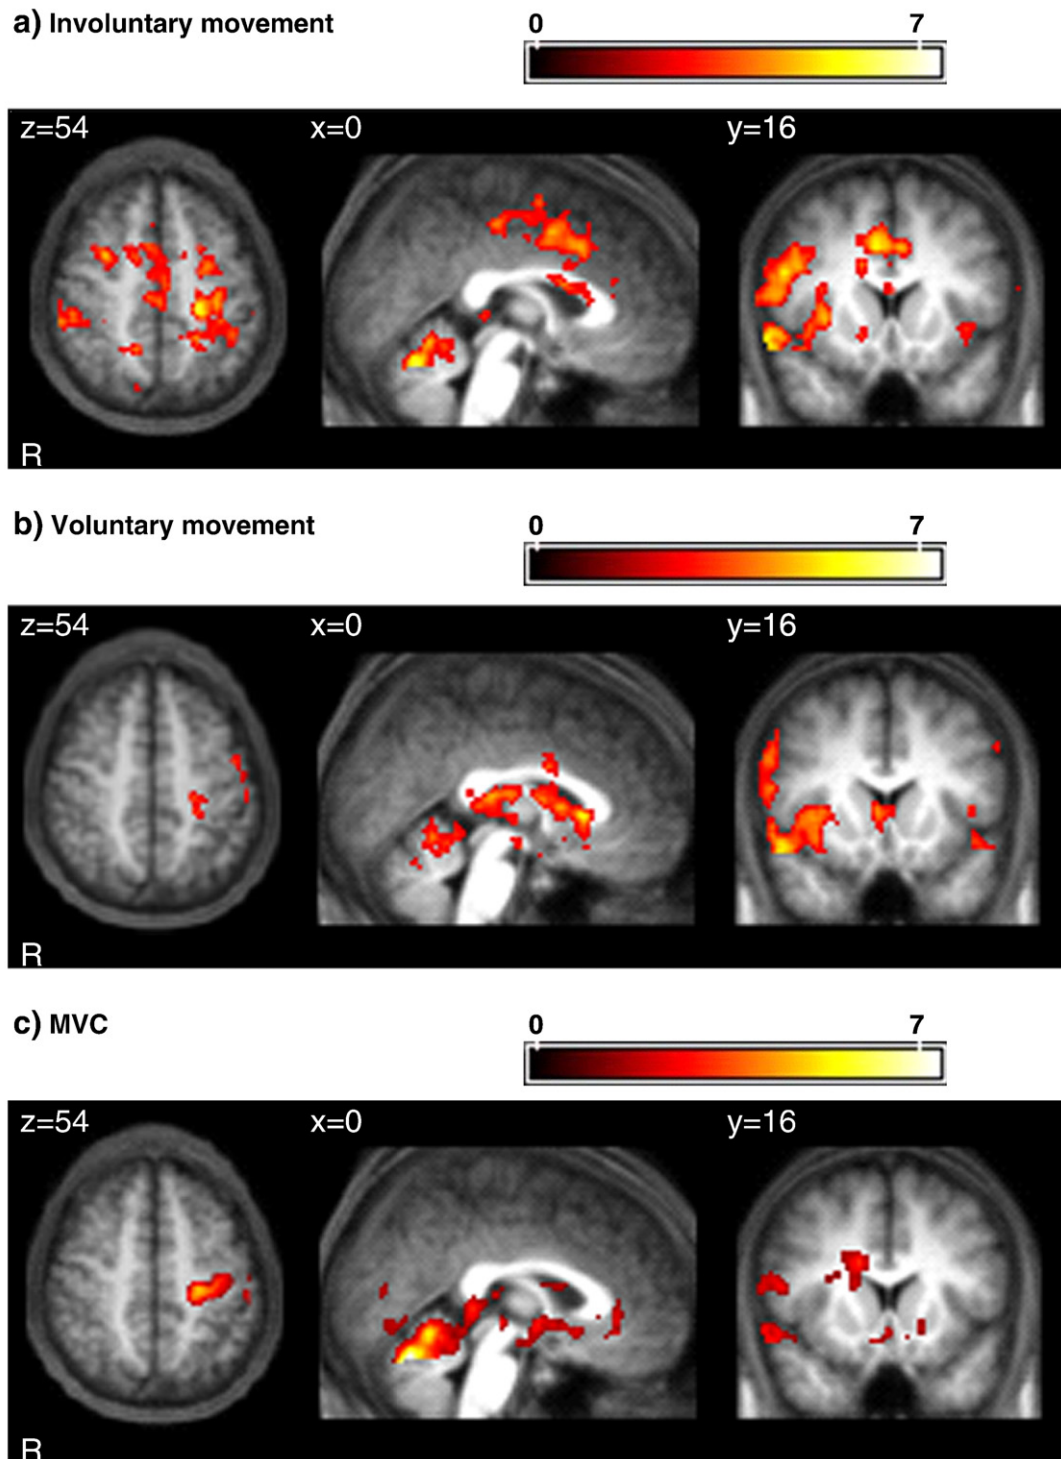 a) Involuntary movement
0 7
z=54 x=0 y=16
R
b) Voluntary movement
0 7
z=54 x=0 y=16
R
c) MVC
0 7
z=54 x=0 y=16
R